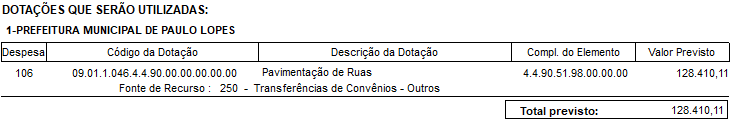 DOTAÇÕES QUE SERÃO UTILIZADAS:
1-PREFEITURA MUNICIPAL DE PAULO LOPES
Despesa Código da Dotação Descrição da Dotação Compl. do Elemento Valor Previsto
106 09.01.1.046.4.4.90.00.00.00.00.00 Pavimentação de Ruas 4.4.90.51.98.00.00.00 128.410,11
Fonte de Recurso : 250 - Transferências de Convênios - Outros
Total previsto: 128.410,11